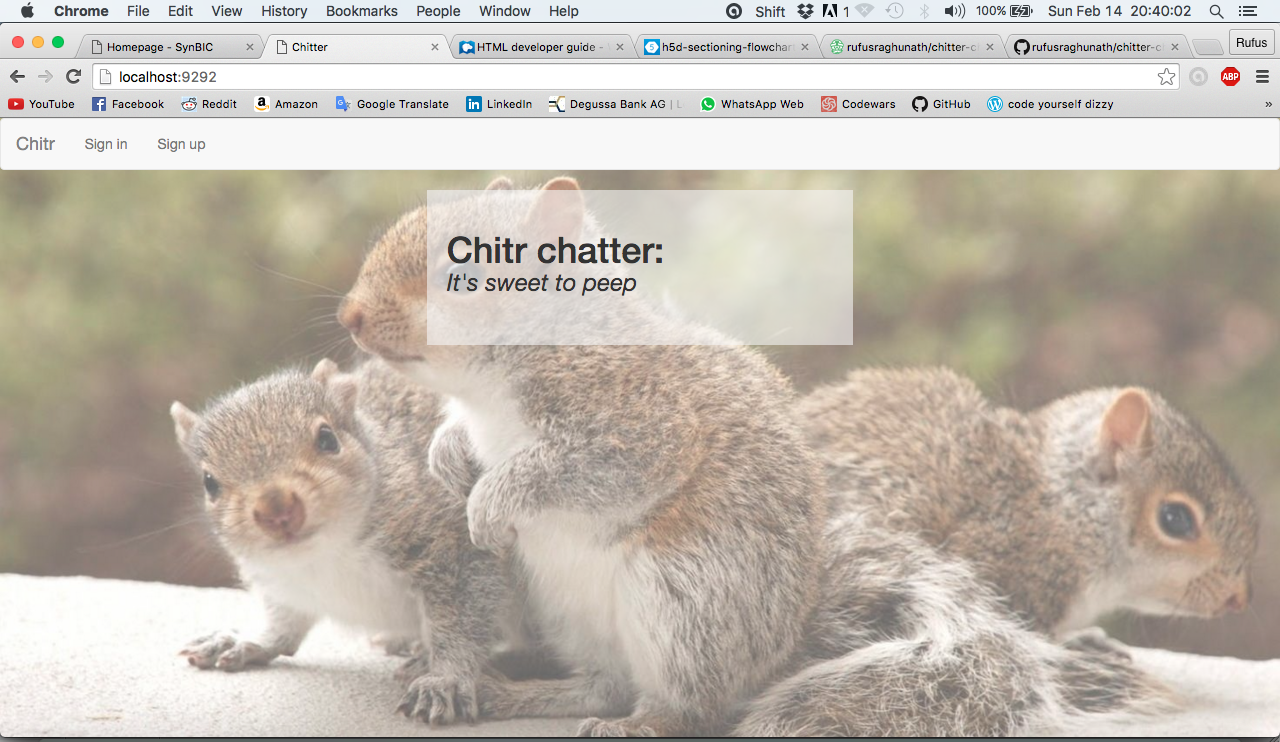 Chrome File Edit View History Bookmarks People Window Help Shift 1 100% Sun Feb 14 20:40:02
Homepage - SynBIC Chitter HTML developer guide - h5d-sectioning-flowchart rufusraghunath/chitter-c rufusraghunath/chitter-c Rufus
localhost:9292 ABP
YouTube Facebook Reddit Amazon Google Translate LinkedIn Degussa Bank AG | WhatsApp Web Codewars GitHub code yourself dizzy »
Chitr Sign in Sign up
Chitr chatter:
It's sweet to peep